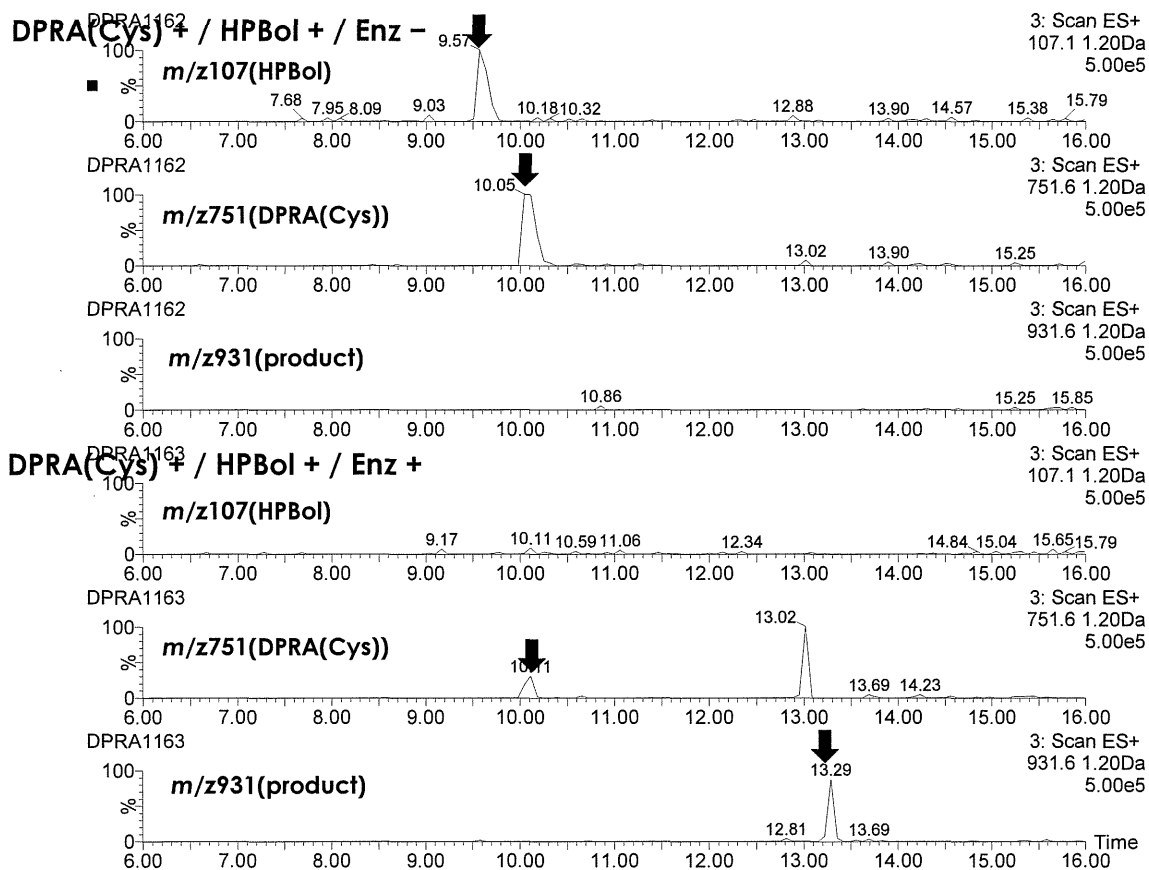 DPRA1162
3: Scan ES+
DPRA(Cys) + / HPBol + / Enz −
107.1 1.20Da
5.00e5
100
%
0
m/z107(HPBol)
7.68 7.95 8.09 9.03 9.57 10.18 10.32 12.88 13.90 14.57 15.38 15.79
6.00 7.00 8.00 9.00 10.00 11.00 12.00 13.00 14.00 15.00 16.00
DPRA1162
3: Scan ES+
751.6 1.20Da
5.00e5
100
%
0
m/z751(DPRA(Cys))
10.05 13.02 13.90 15.25
6.00 7.00 8.00 9.00 10.00 11.00 12.00 13.00 14.00 15.00 16.00
DPRA1162
3: Scan ES+
931.6 1.20Da
5.00e5
100
%
0
m/z931(product)
10.86 15.25 15.85
6.00 7.00 8.00 9.00 10.00 11.00 12.00 13.00 14.00 15.00 16.00
DPRA1163
3: Scan ES+
DPRA(Cys) + / HPBol + / Enz +
107.1 1.20Da
5.00e5
100
%
0
m/z107(HPBol)
9.17 10.11 10.59 11.06 12.34 14.84 15.04 15.65 15.79
6.00 7.00 8.00 9.00 10.00 11.00 12.00 13.00 14.00 15.00 16.00
DPRA1163
3: Scan ES+
751.6 1.20Da
5.00e5
100
%
0
m/z751(DPRA(Cys))
10.11 13.02 13.69 14.23
6.00 7.00 8.00 9.00 10.00 11.00 12.00 13.00 14.00 15.00 16.00
DPRA1163
3: Scan ES+
931.6 1.20Da
5.00e5
100
%
0
m/z931(product)
12.81 13.29 13.69
Time
6.00 7.00 8.00 9.00 10.00 11.00 12.00 13.00 14.00 15.00 16.00